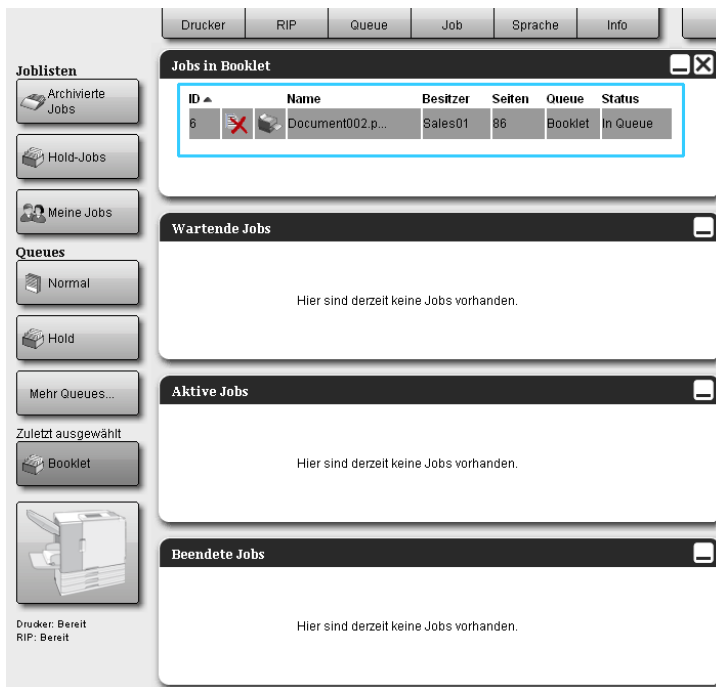 Drucker RIP Queue Job Sprache Info
Joblisten
Archivierte
Jobs
Hold-Jobs
Meine Jobs
Queues
Normal
Hold
Mehr Queues...
Zuletzt ausgewählt
Booklet
Drucker: Bereit
RIP: Bereit
Jobs in Booklet
ID Name Besitzer Seiten Queue Status
6 Document002.p... Sales01 86 Booklet In Queue
Wartende Jobs
Hier sind derzeit keine Jobs vorhanden.
Aktive Jobs
Hier sind derzeit keine Jobs vorhanden.
Beendete Jobs
Hier sind derzeit keine Jobs vorhanden.